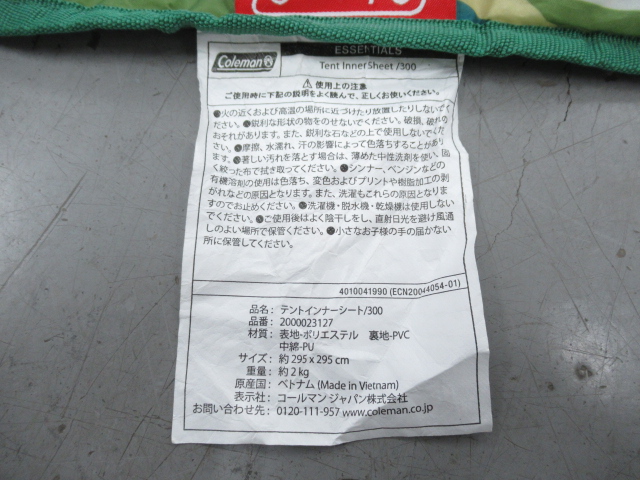 Coleman
ESSENTIALS
Tent InnerSheet /300
使用上の注意
ご使用時に下記の説明をよく読んで、正しくお使いください。
●火の近くおよび高温の場所に近づけたり放置したりしないでく
ださい。●鋭利な形状の物をのせないでください。破損、破れの
おそれがあります。また、鋭利な石などの上で使用しないでくだ
さい。●摩擦、水濡れ、汗の影響によって色落ちすることがあり
ます。●著しい汚れを落とす場合は、薄めた中性洗剤を使い、固
く絞った布で拭き取ってください。●シンナー、ベンジンなどの
有機溶剤の使用は色落ち、変色およびプリントや樹脂加工の剥
がれなどの原因となります。また、洗濯もこれらの原因となりま
すのでお止めください。●洗濯機・脱水機・乾燥機は使用しない
でください。●ご使用後はよく陰干しをし、直射日光を避け風通
しのよい場所で保管ください。●小さなお子様の手の届かない
所に保管してください。
4010041990 (ECN20044054-01)
品名: テントインナーシート/300
品番: 2000023127
材質: 表地-ポリエステル 裏地-PVC
中綿-PU
サイズ: 約 295 x 295 cm
重量: 約 2 kg
原産国: ベトナム (Made in Vietnam)
表示社: コールマン ジャパン株式会社
お問い合わせ先: 0120-111-957 www.coleman.co.jp